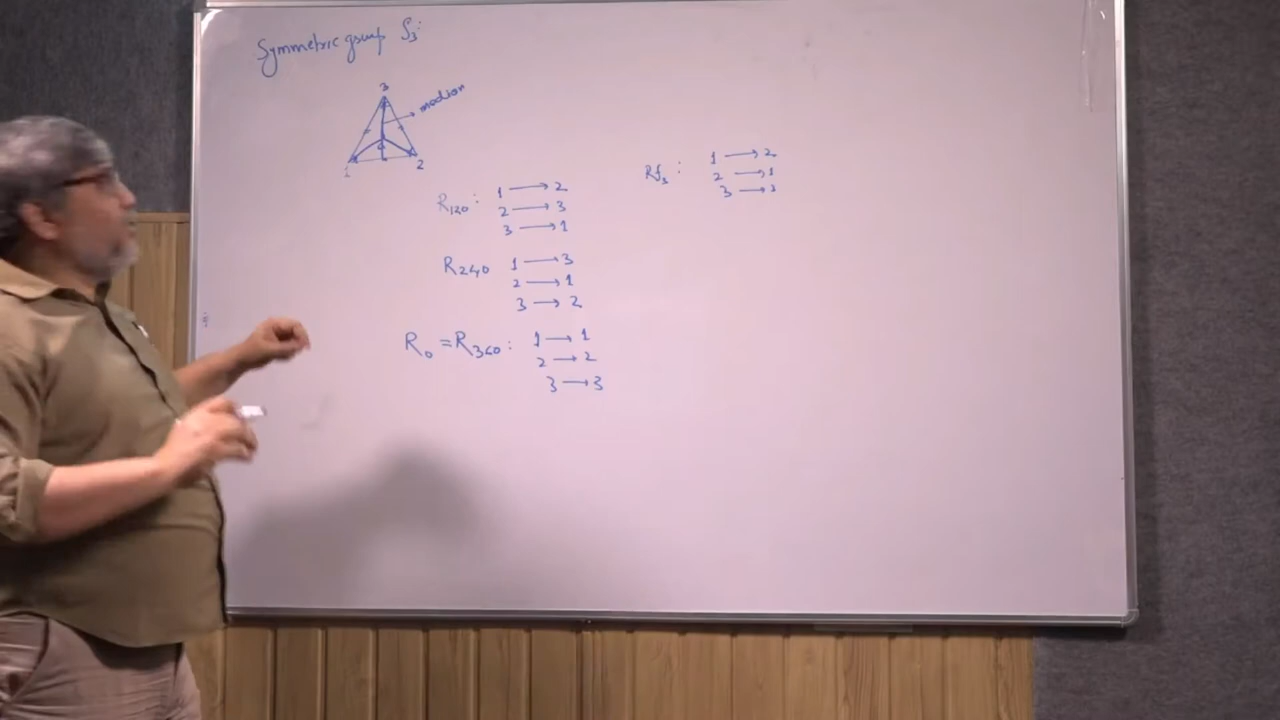 Symmetric group S₃:
3
median
1
2
R₁₂₀: 1 → 2
2 → 3
3 → 1
R₂₄₀ 1 → 3
2 → 1
3 → 2
R₀ = R₃₆₀: 1 → 1
2 → 2
3 → 3
Rf₃: 1 → 2
2 → 1
3 → 3